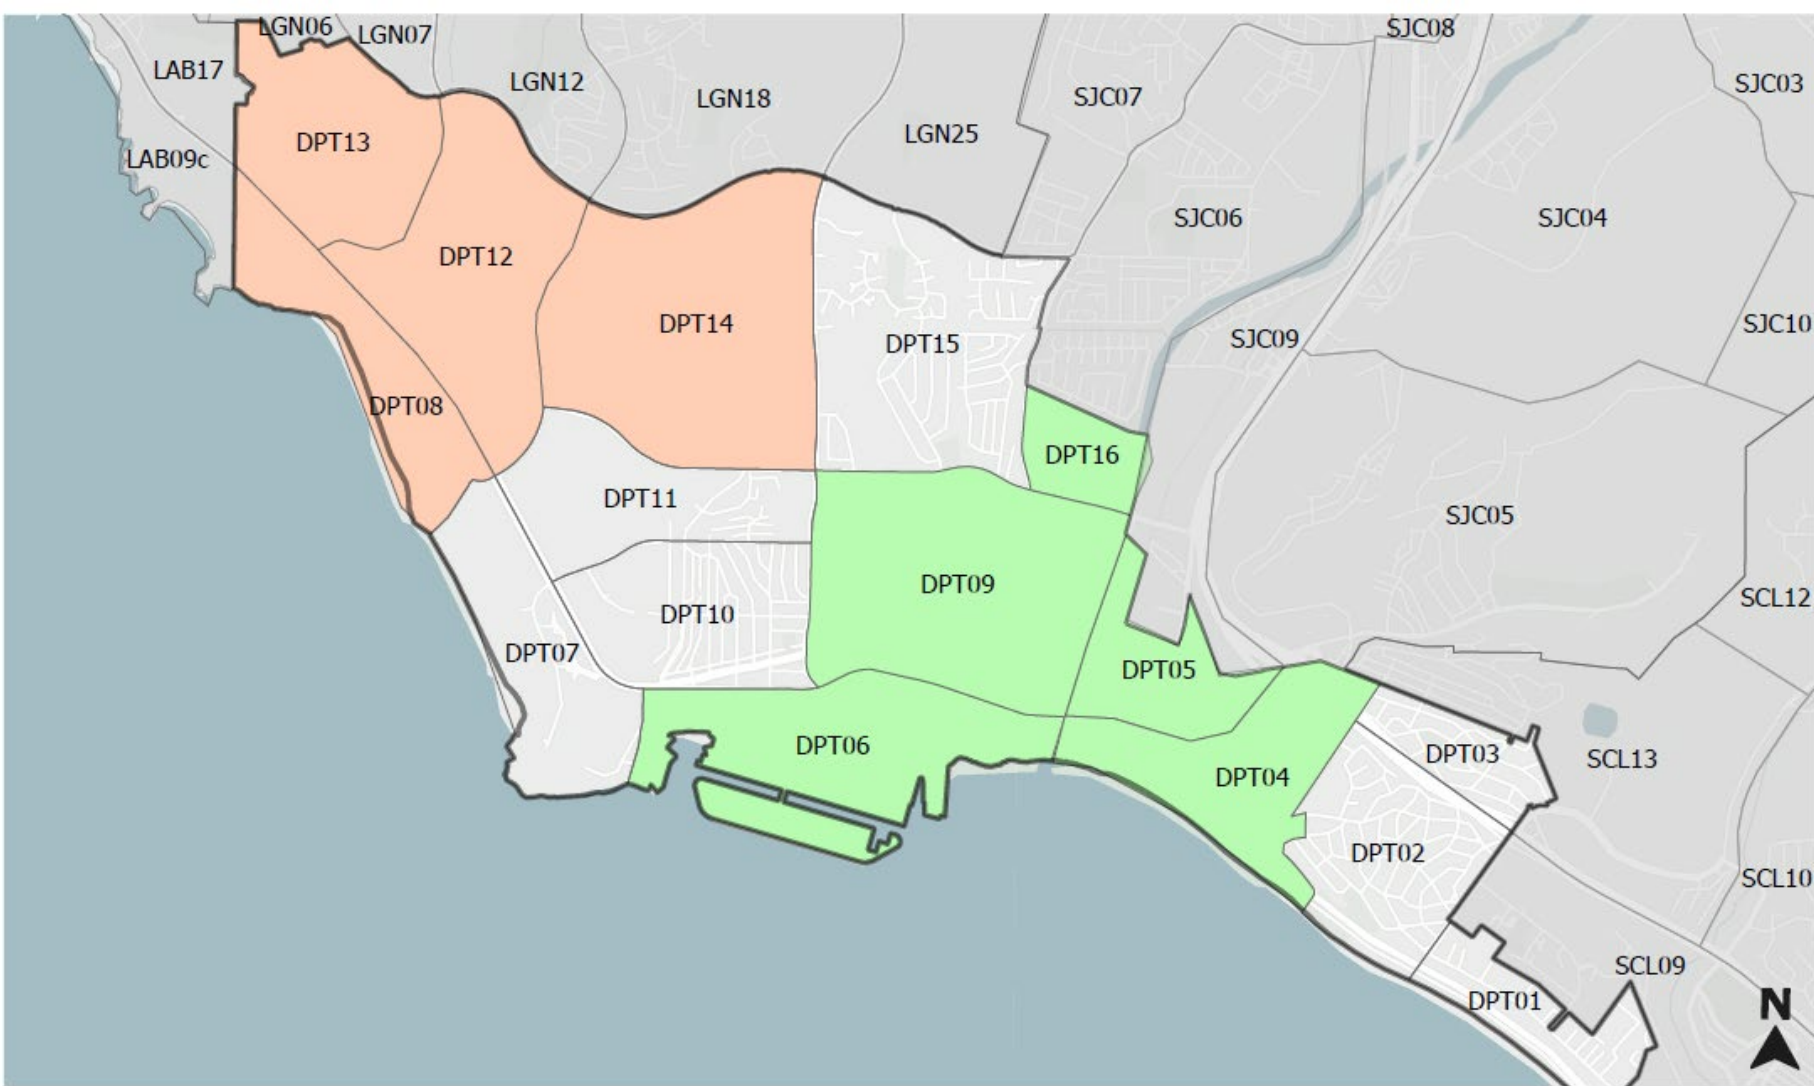 LGN06
LGN07
SJC08
LAB17
LGN12
LGN18
SJC07
SJC03
LGN25
DPT13
LAB09c
SJC06
SJC04
DPT12
DPT14
DPT15
SJC09
SJC10
DPT08
DPT16
DPT11
SJC05
DPT09
SCL12
DPT10
DPT07
DPT05
DPT06
DPT03
SCL13
DPT04
DPT02
SCL10
SCL09
DPT01
N